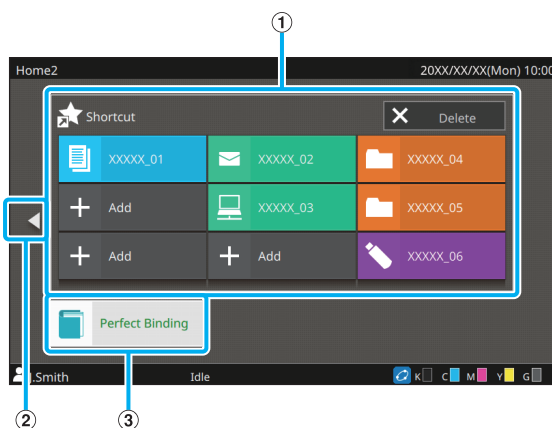 1
Home2 20XX/XX/XX(Mon) 10:00
Shortcut Delete
XXXXX_01 XXXXX_02 XXXXX_04
Add XXXXX_03 XXXXX_05
Add Add XXXXX_06
Perfect Binding
J.Smith Idle K C M Y G
2 3